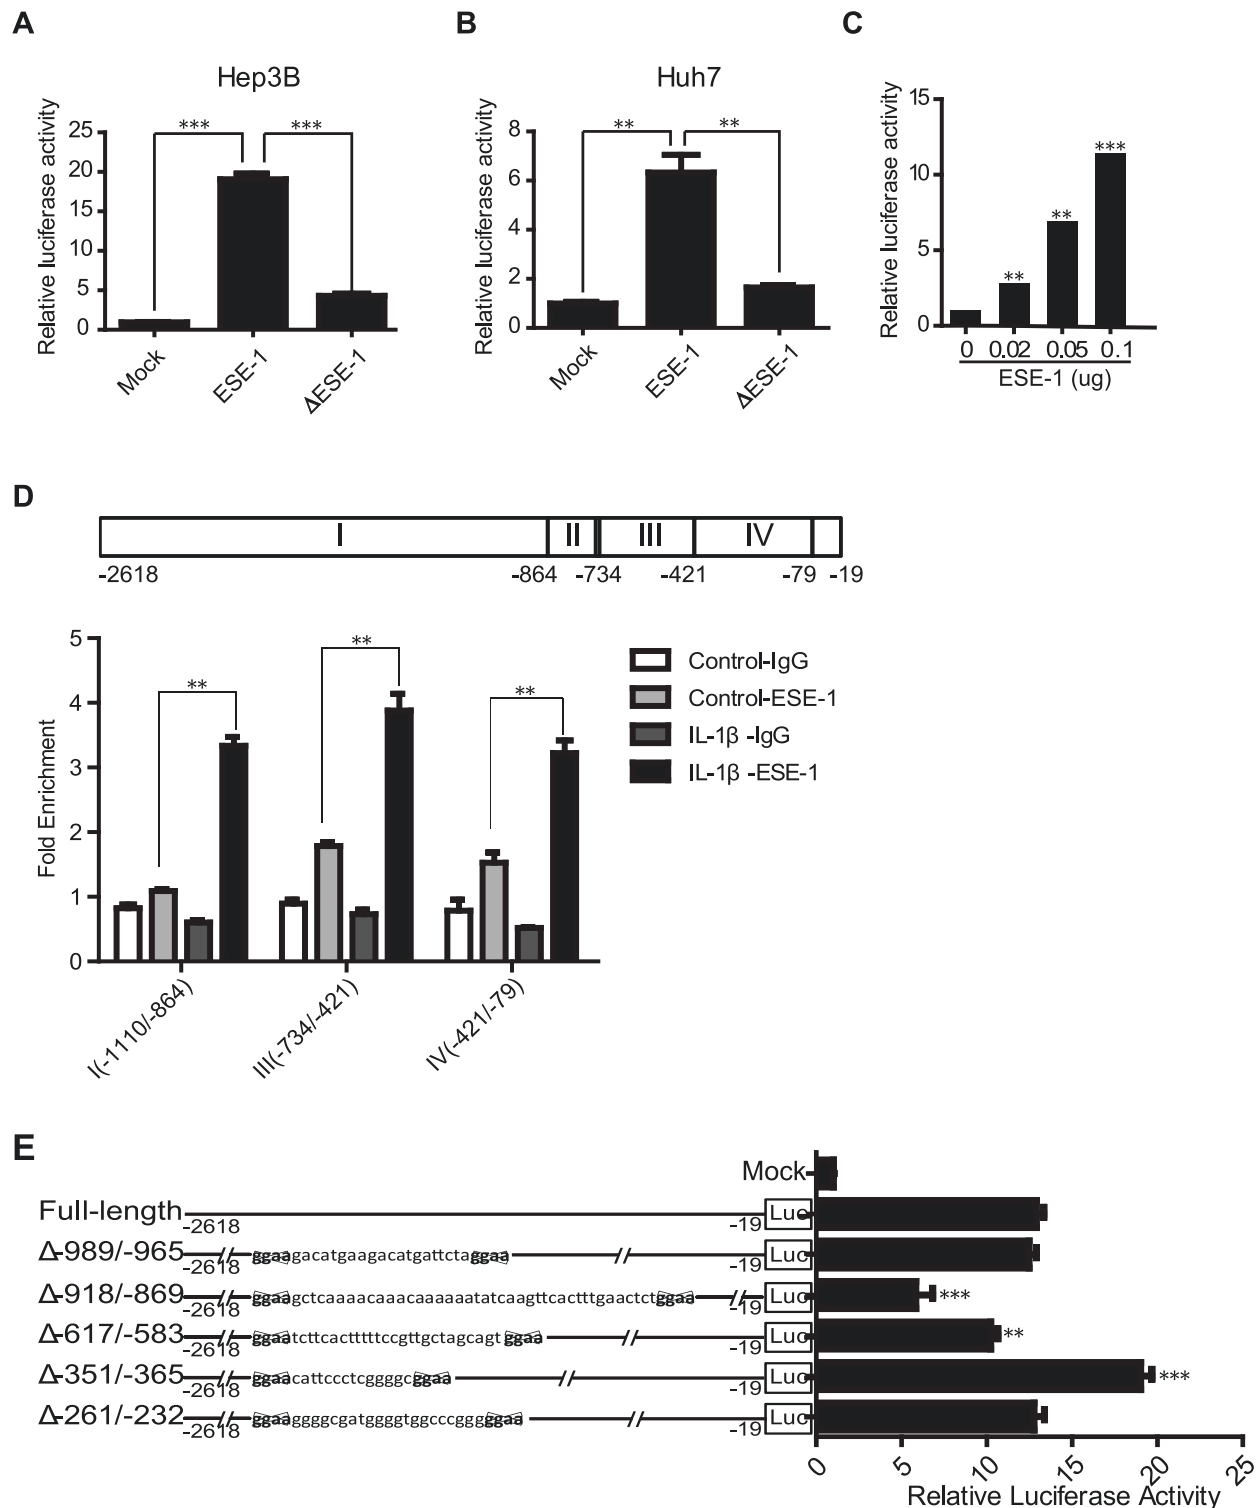 A
B
C
Hep3B
Relative luciferase activity
25
20
15
10
5
0
***
***
Mock
ESE-1
ΔESE-1
Huh7
Relative luciferase activity
8
6
4
2
0
**
**
Mock
ESE-1
ΔESE-1
Relative luciferase activity
15
10
5
0
**
**
***
0 0.02 0.05 0.1
ESE-1 (ug)
D
I II III IV
-2618 -864 -734 -421 -79 -19
Fold Enrichment
5
4
3
2
1
0
**
**
**
I(-1110/-864)
III(-734/-421)
IV(-421/-79)
Control-IgG
Control-ESE-1
IL-1β -IgG
IL-1β -ESE-1
E
Mock
Full-length -2618 -19 Luc
Δ-989/-965 -2618 ggaagacatgaagacatgattctaggaa -19 Luc
Δ-918/-869 -2618 ggaagctcaaaacaaacaaaaaatatcaagttcactttgaactctggaa -19 Luc ***
Δ-617/-583 -2618 ggaatcttcactttttccgttgctagcagt ggaa -19 Luc **
Δ-351/-365 -2618 ggaacattccctcggggcggaa -19 Luc ***
Δ-261/-232 -2618 ggaaggggcgatggggtggcccggggggaa -19 Luc
0 5 10 15 20 25
Relative Luciferase Activity